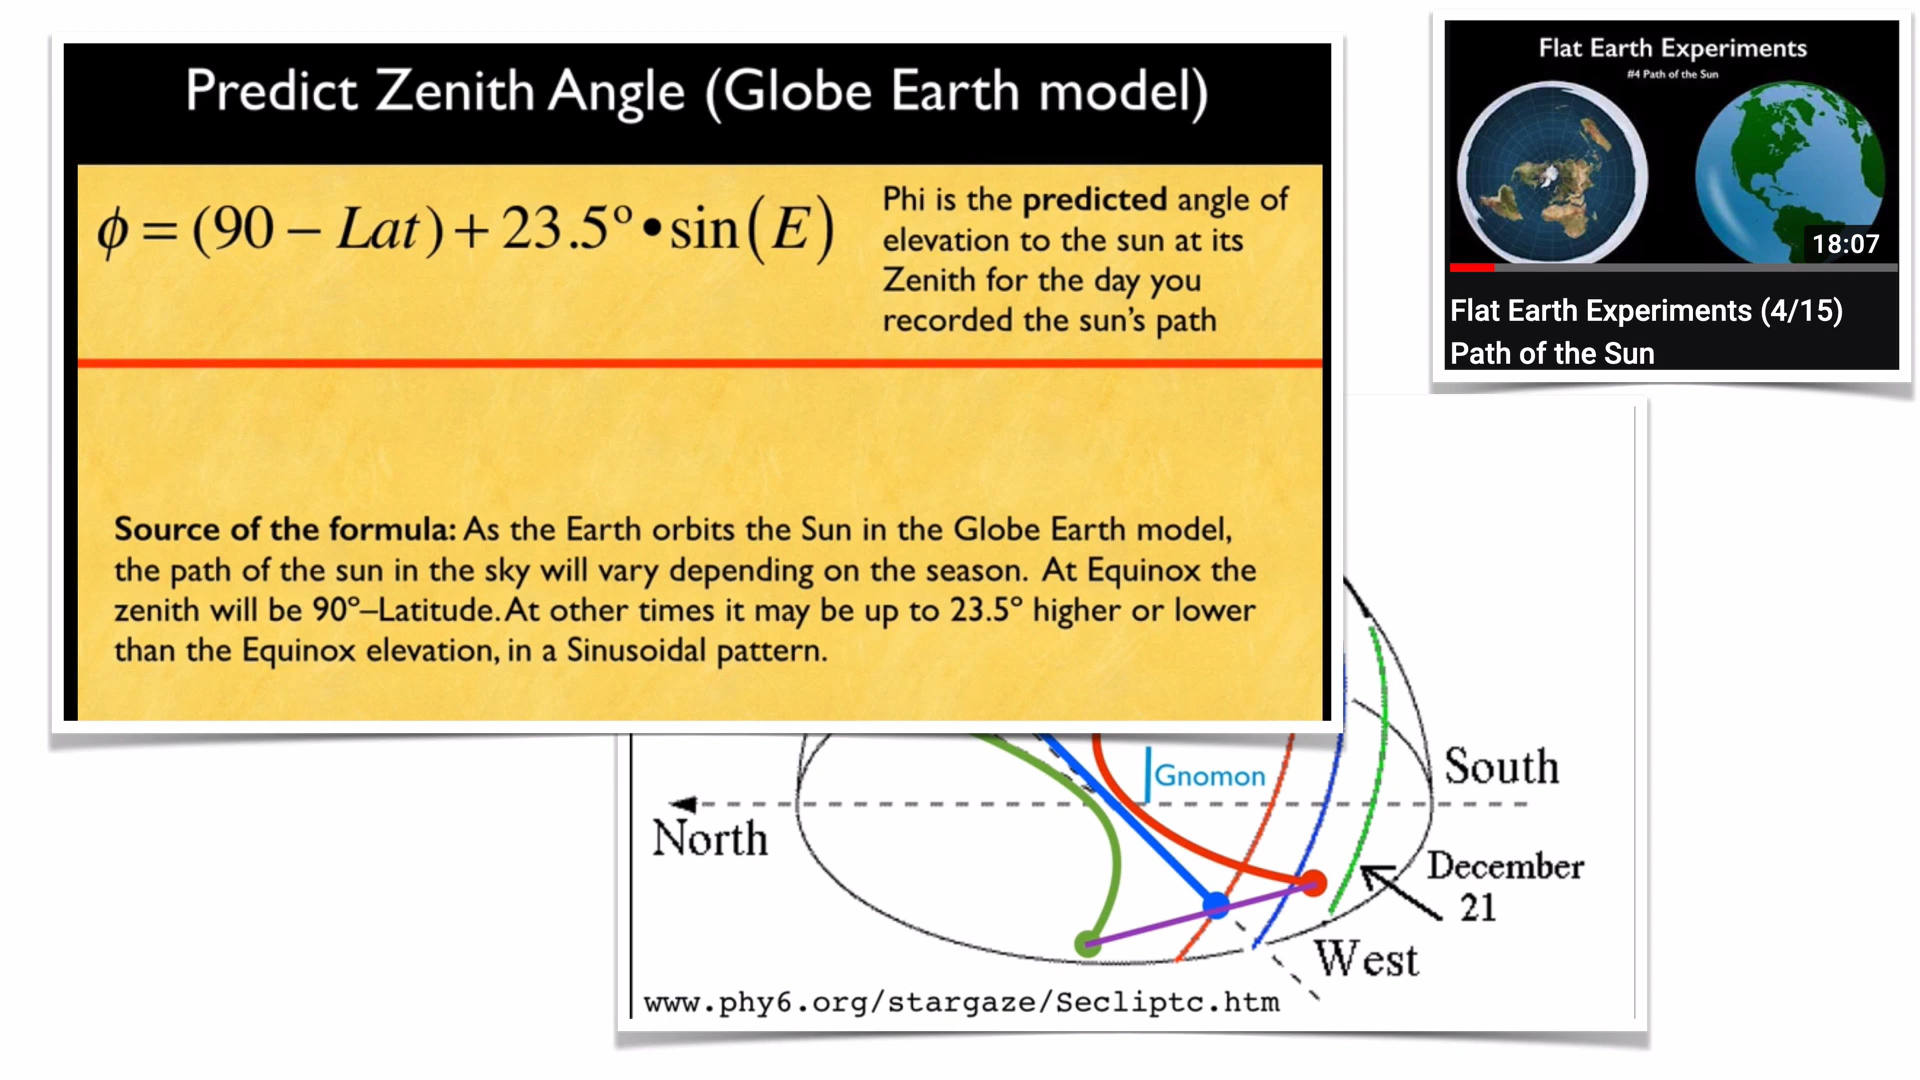 Predict Zenith Angle (Globe Earth model)
ϕ = (90 – Lat) + 23.5º • sin(E)
Phi is the predicted angle of
elevation to the sun at its
Zenith for the day you
recorded the sun’s path
Source of the formula: As the Earth orbits the Sun in the Globe Earth model,
the path of the sun in the sky will vary depending on the season. At Equinox the
zenith will be 90º–Latitude. At other times it may be up to 23.5º higher or lower
than the Equinox elevation, in a Sinusoidal pattern.
Flat Earth Experiments
#4 Path of the Sun
18:07
Flat Earth Experiments (4/15)
Path of the Sun
Gnomon
South
North
December
21
West
www.phy6.org/stargaze/Secliptc.htm